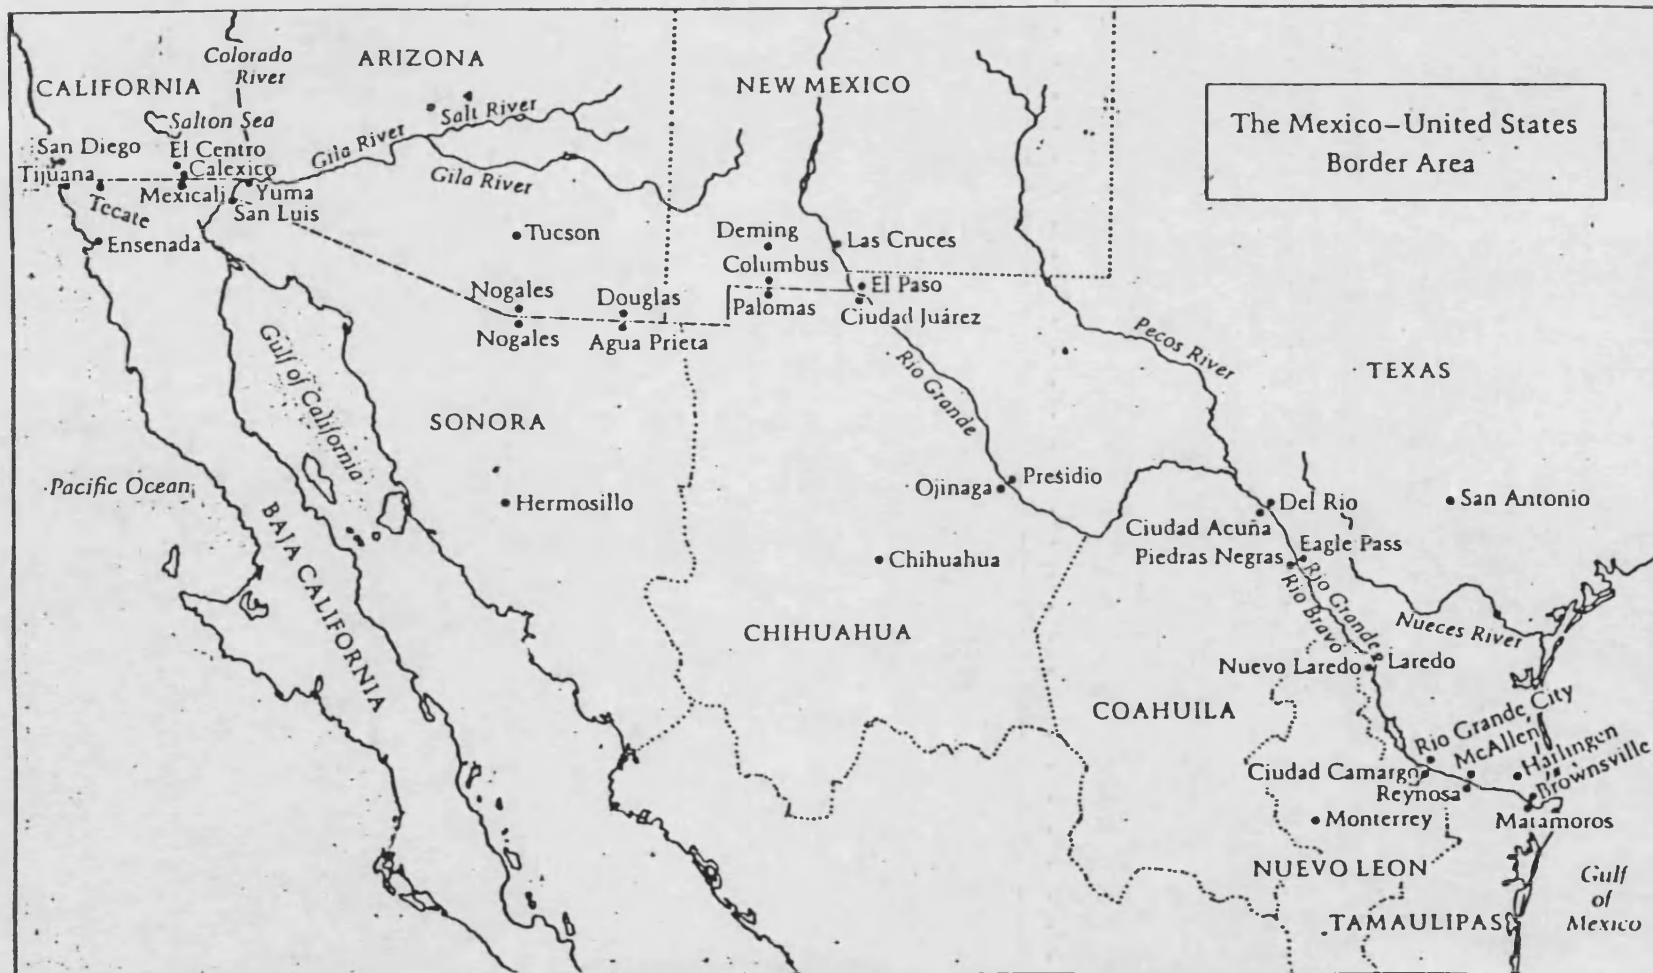 The Mexico–United States
Border Area
CALIFORNIA
Colorado
River
ARIZONA
NEW MEXICO
Salton Sea
Salt River
Gila River
Gila River
San Diego
El Centro
Calexico
Tijuana
Mexicali
Yuma
San Luis
Tecate
Ensenada
Tucson
Deming
Columbus
Las Cruces
El Paso
Palomas
Ciudad Juárez
Nogales
Nogales
Douglas
Agua Prieta
Pecos River
TEXAS
Gulf of California
Rio Grande
SONORA
Pacific Ocean
Hermosillo
Ojinaga
Presidio
Del Rio
San Antonio
Ciudad Acuña
Eagle Pass
Piedras Negras
Chihuahua
BAJA CALIFORNIA
Rio Grande
Rio Bravo
Nueces River
CHIHUAHUA
Nuevo Laredo
Laredo
COAHUILA
Rio Grande City
McAllen
Harlingen
Brownsville
Ciudad Camargo
Reynosa
Monterrey
Matamoros
NUEVO LEON
Gulf
of
Mexico
TAMAULIPAS